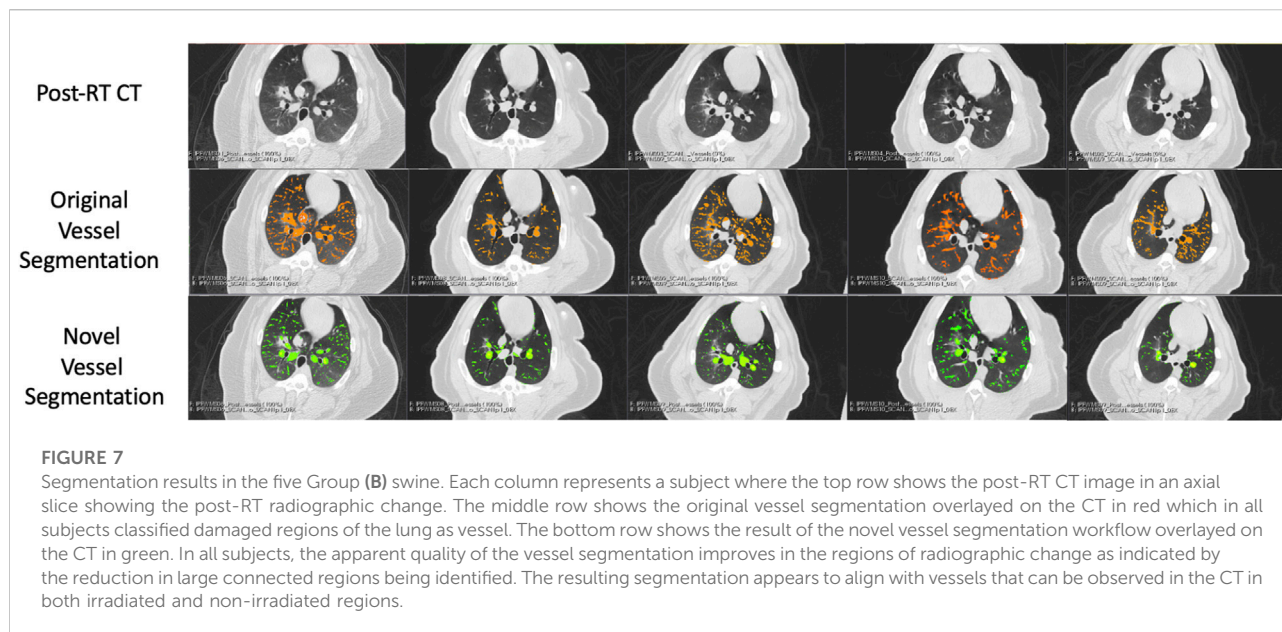 Post-RT CT
Original
Vessel
Segmentation
Novel
Vessel
Segmentation
FIGURE 7
Segmentation results in the five Group (B) swine. Each column represents a subject where the top row shows the post-RT CT image in an axial
slice showing the post-RT radiographic change. The middle row shows the original vessel segmentation overlayed on the CT in red which in all
subjects classified damaged regions of the lung as vessel. The bottom row shows the result of the novel vessel segmentation workflow overlayed on
the CT in green. In all subjects, the apparent quality of the vessel segmentation improves in the regions of radiographic change as indicated by
the reduction in large connected regions being identified. The resulting segmentation appears to align with vessels that can be observed in the CT in
both irradiated and non-irradiated regions.